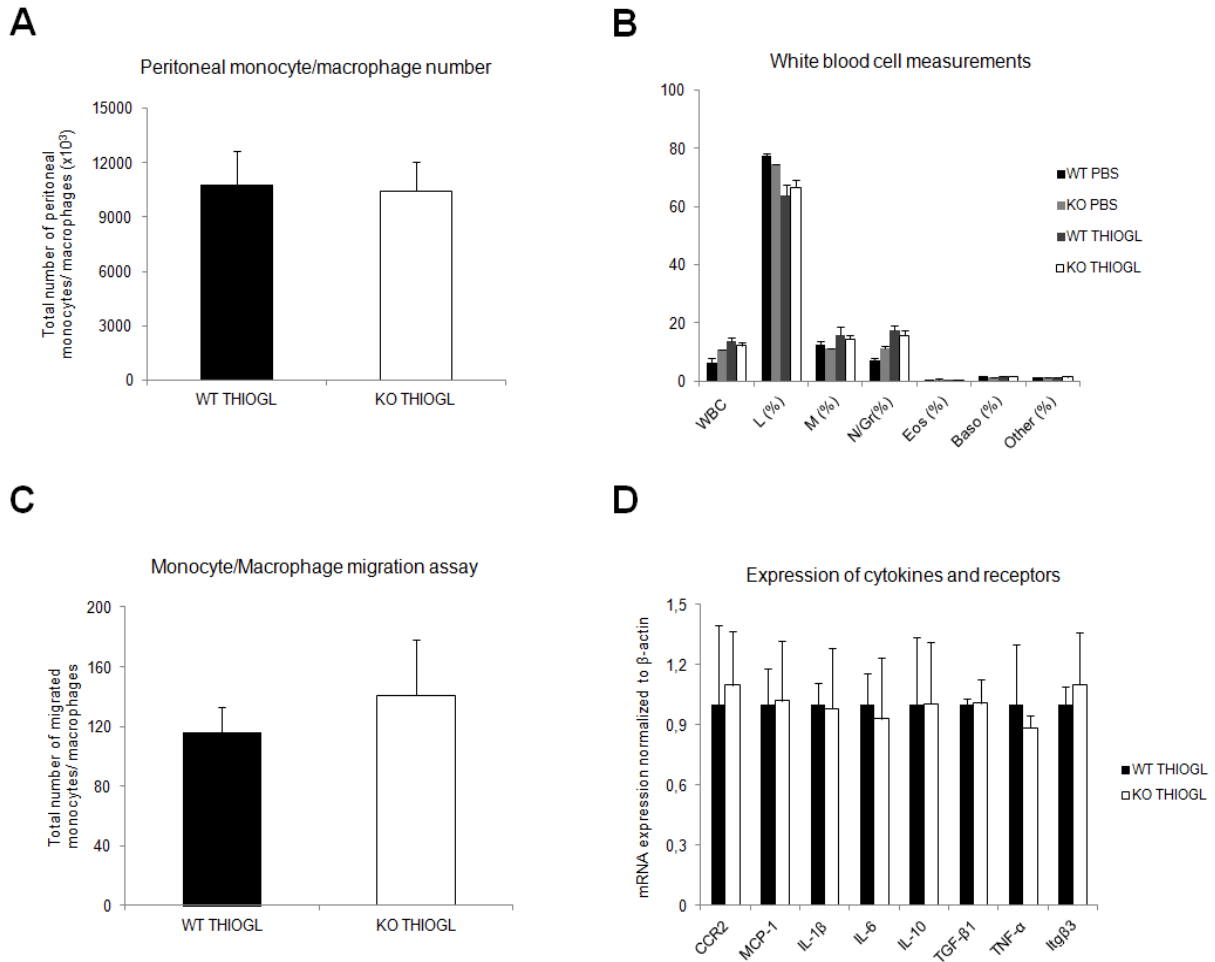 A
Peritoneal monocyte/macrophage number
Total number of peritoneal
monocytes/ macrophages (x10³)
15000
12000
9000
6000
3000
0
WT THIOGL
KO THIOGL
B
White blood cell measurements
100
80
60
40
20
0
WBC
L (%)
M (%)
N/Gr(%)
Eos (%)
Baso (%)
Other (%)
WT PBS
KO PBS
WT THIOGL
KO THIOGL
C
Monocyte/Macrophage migration assay
Total number of migrated
monocytes/ macrophages
200
160
120
80
40
0
WT THIOGL
KO THIOGL
D
Expression of cytokines and receptors
mRNA expression normalized to β-actin
1,5
1,2
0,9
0,6
0,3
0
CCR2
MCP-1
IL-1β
IL-6
IL-10
TGF-β1
TNF-α
Itgβ3
WT THIOGL
KO THIOGL